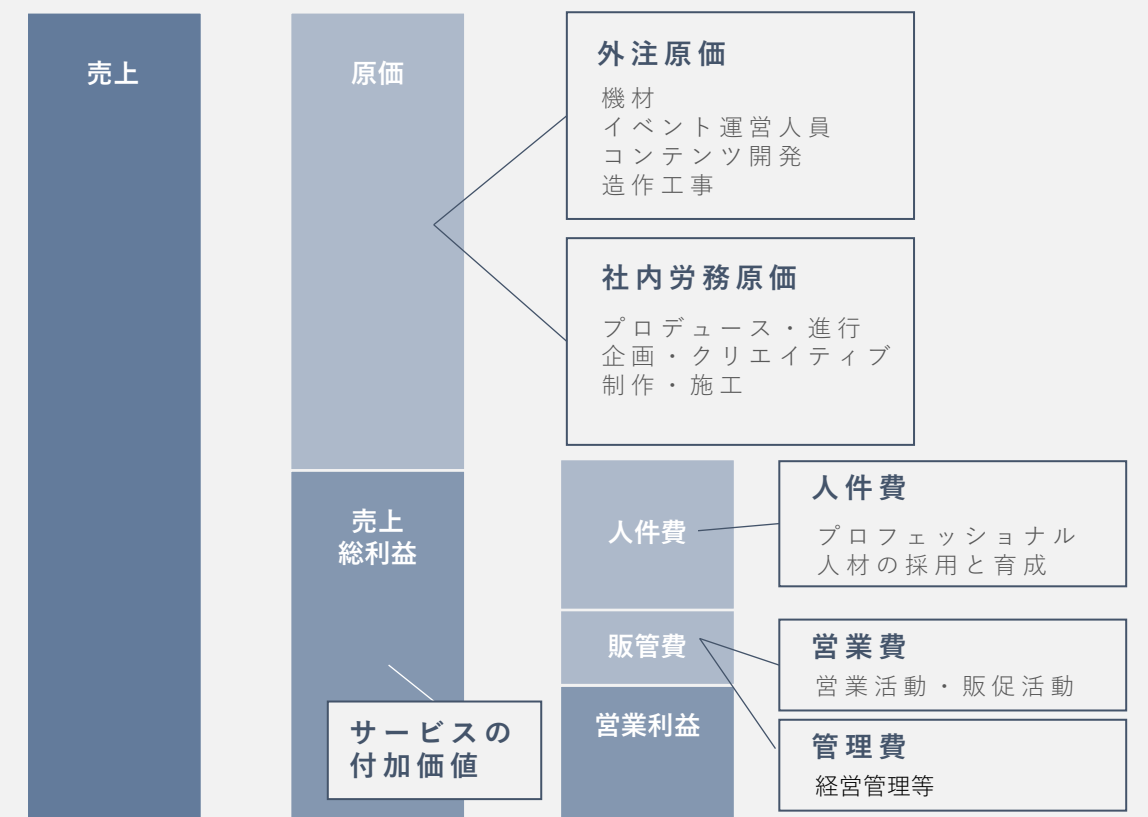 売上
原価
外注原価
機材
イベント運営人員
コンテンツ開発
造作工事
社内労務原価
プロデュース・進行
企画・クリエイティブ
制作・施工
売上
総利益
サービスの
付加価値
人件費
人件費
プロフェッショナル
人材の採用と育成
販管費
営業費
営業活動・販促活動
営業利益
管理費
経営管理等